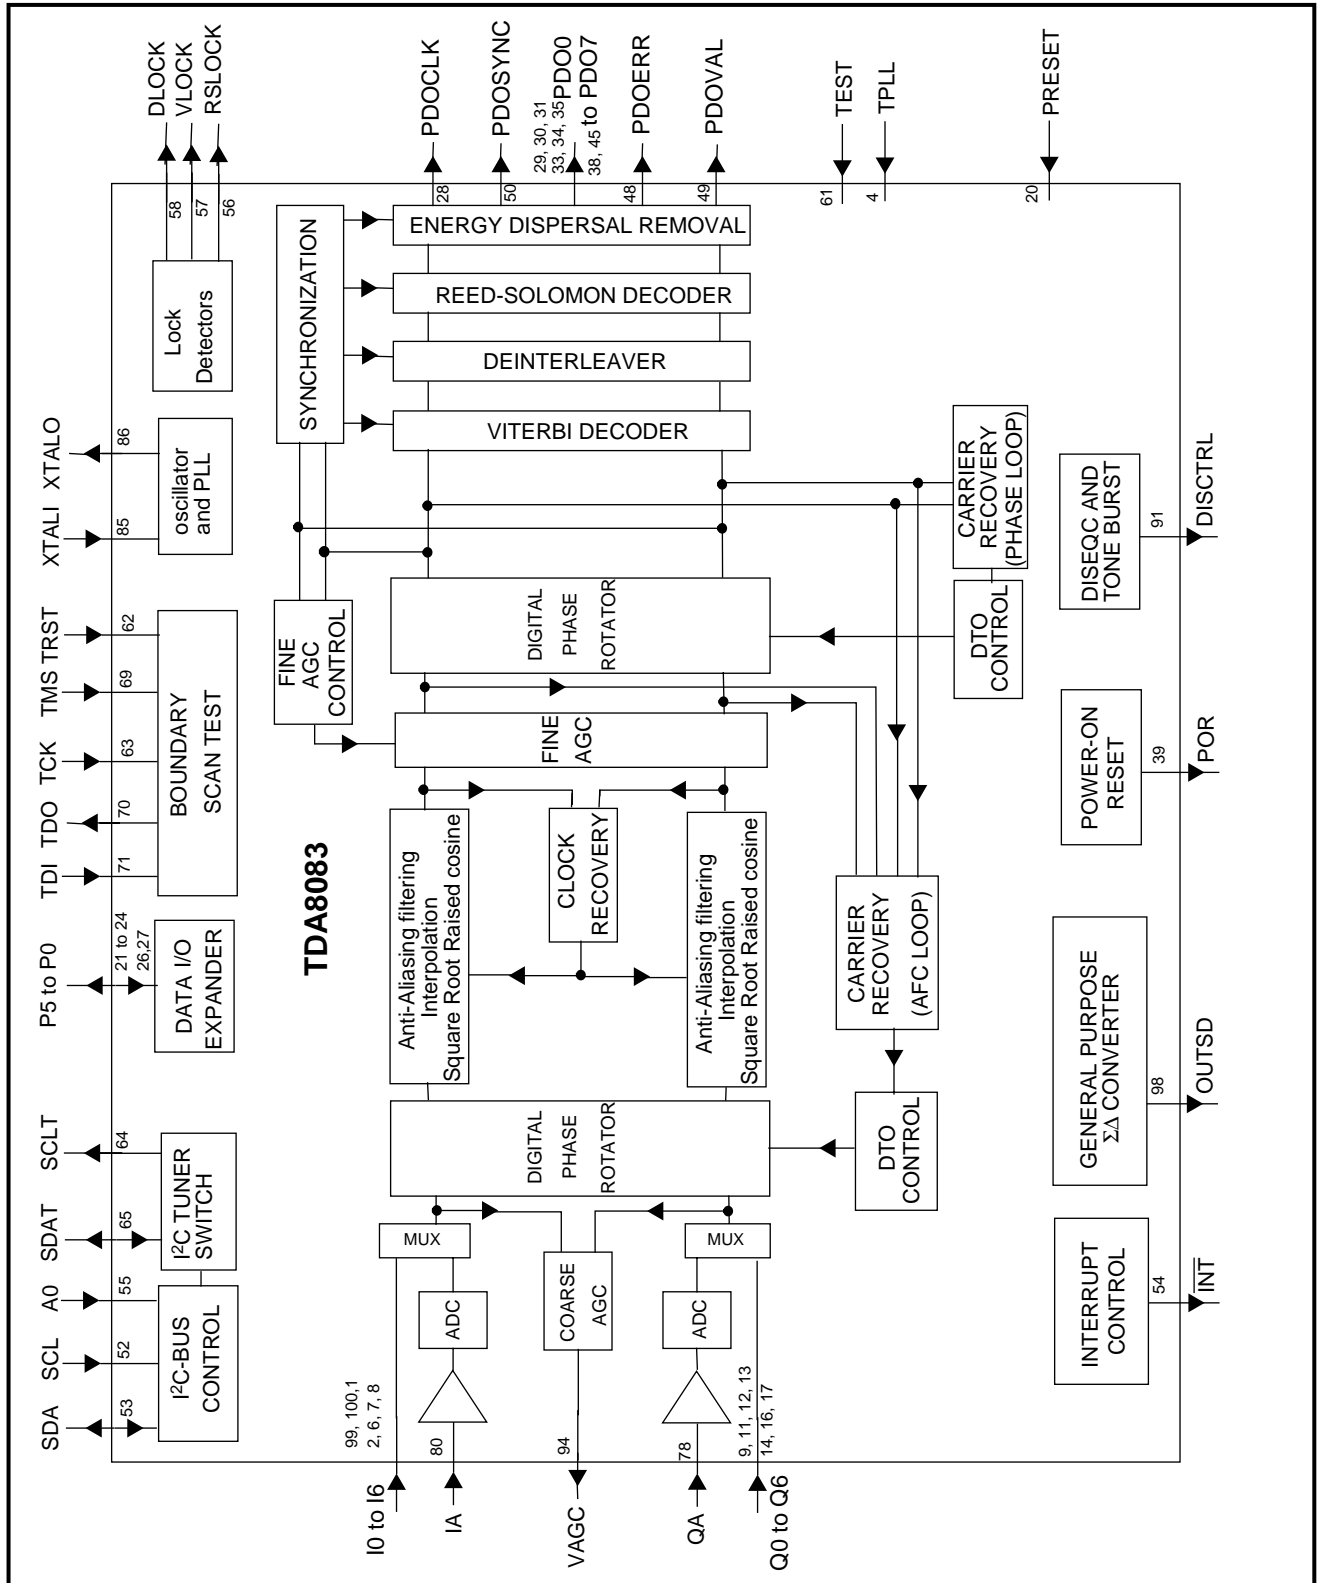 DLOCK
VLOCK
RSLOCK
58
57
56
Lock
Detectors
XTALO
XTALI
86
85
oscillator
and PLL
TRST
TMS
TCK
TDO
TDI
62
69
63
70
71
BOUNDARY
SCAN TEST
P5 to P0
21 to 24
26,27
DATA I/O
EXPANDER
SCLT
SDAT
64
65
I2C TUNER
SWITCH
A0
SCL
SDA
55
52
53
I2C-BUS
CONTROL
PDOCLK
PDOSYNC
29, 30, 31
33, 34, 35
38, 45
PDO0
to PDO7
PDOERR
PDOVAL
28
50
48
49
SYNCHRONIZATION
ENERGY DISPERSAL REMOVAL
REED-SOLOMON DECODER
DEINTERLEAVER
VITERBI DECODER
FINE
AGC
CONTROL
DIGITAL
PHASE
ROTATOR
FINE
AGC
TDA8083
Anti-Aliasing filtering
Interpolation
Square Root Raised cosine
CLOCK
RECOVERY
Anti-Aliasing filtering
Interpolation
Square Root Raised cosine
DIGITAL
PHASE
ROTATOR
MUX
MUX
ADC
COARSE
AGC
ADC
99, 100,1
2, 6, 7, 8
80
94
78
9, 11, 12, 13
14, 16, 17
I0 to I6
IA
VAGC
QA
Q0 to Q6
TEST
TPLL
PRESET
61
4
20
CARRIER
RECOVERY
(PHASE LOOP)
DTO
CONTROL
CARRIER
RECOVERY
(AFC LOOP)
DTO
CONTROL
DISEQC AND
TONE BURST
91
DISCTRL
POWER-ON
RESET
39
POR
GENERAL PURPOSE
ΣΔ CONVERTER
98
OUTSD
INTERRUPT
CONTROL
54
INT